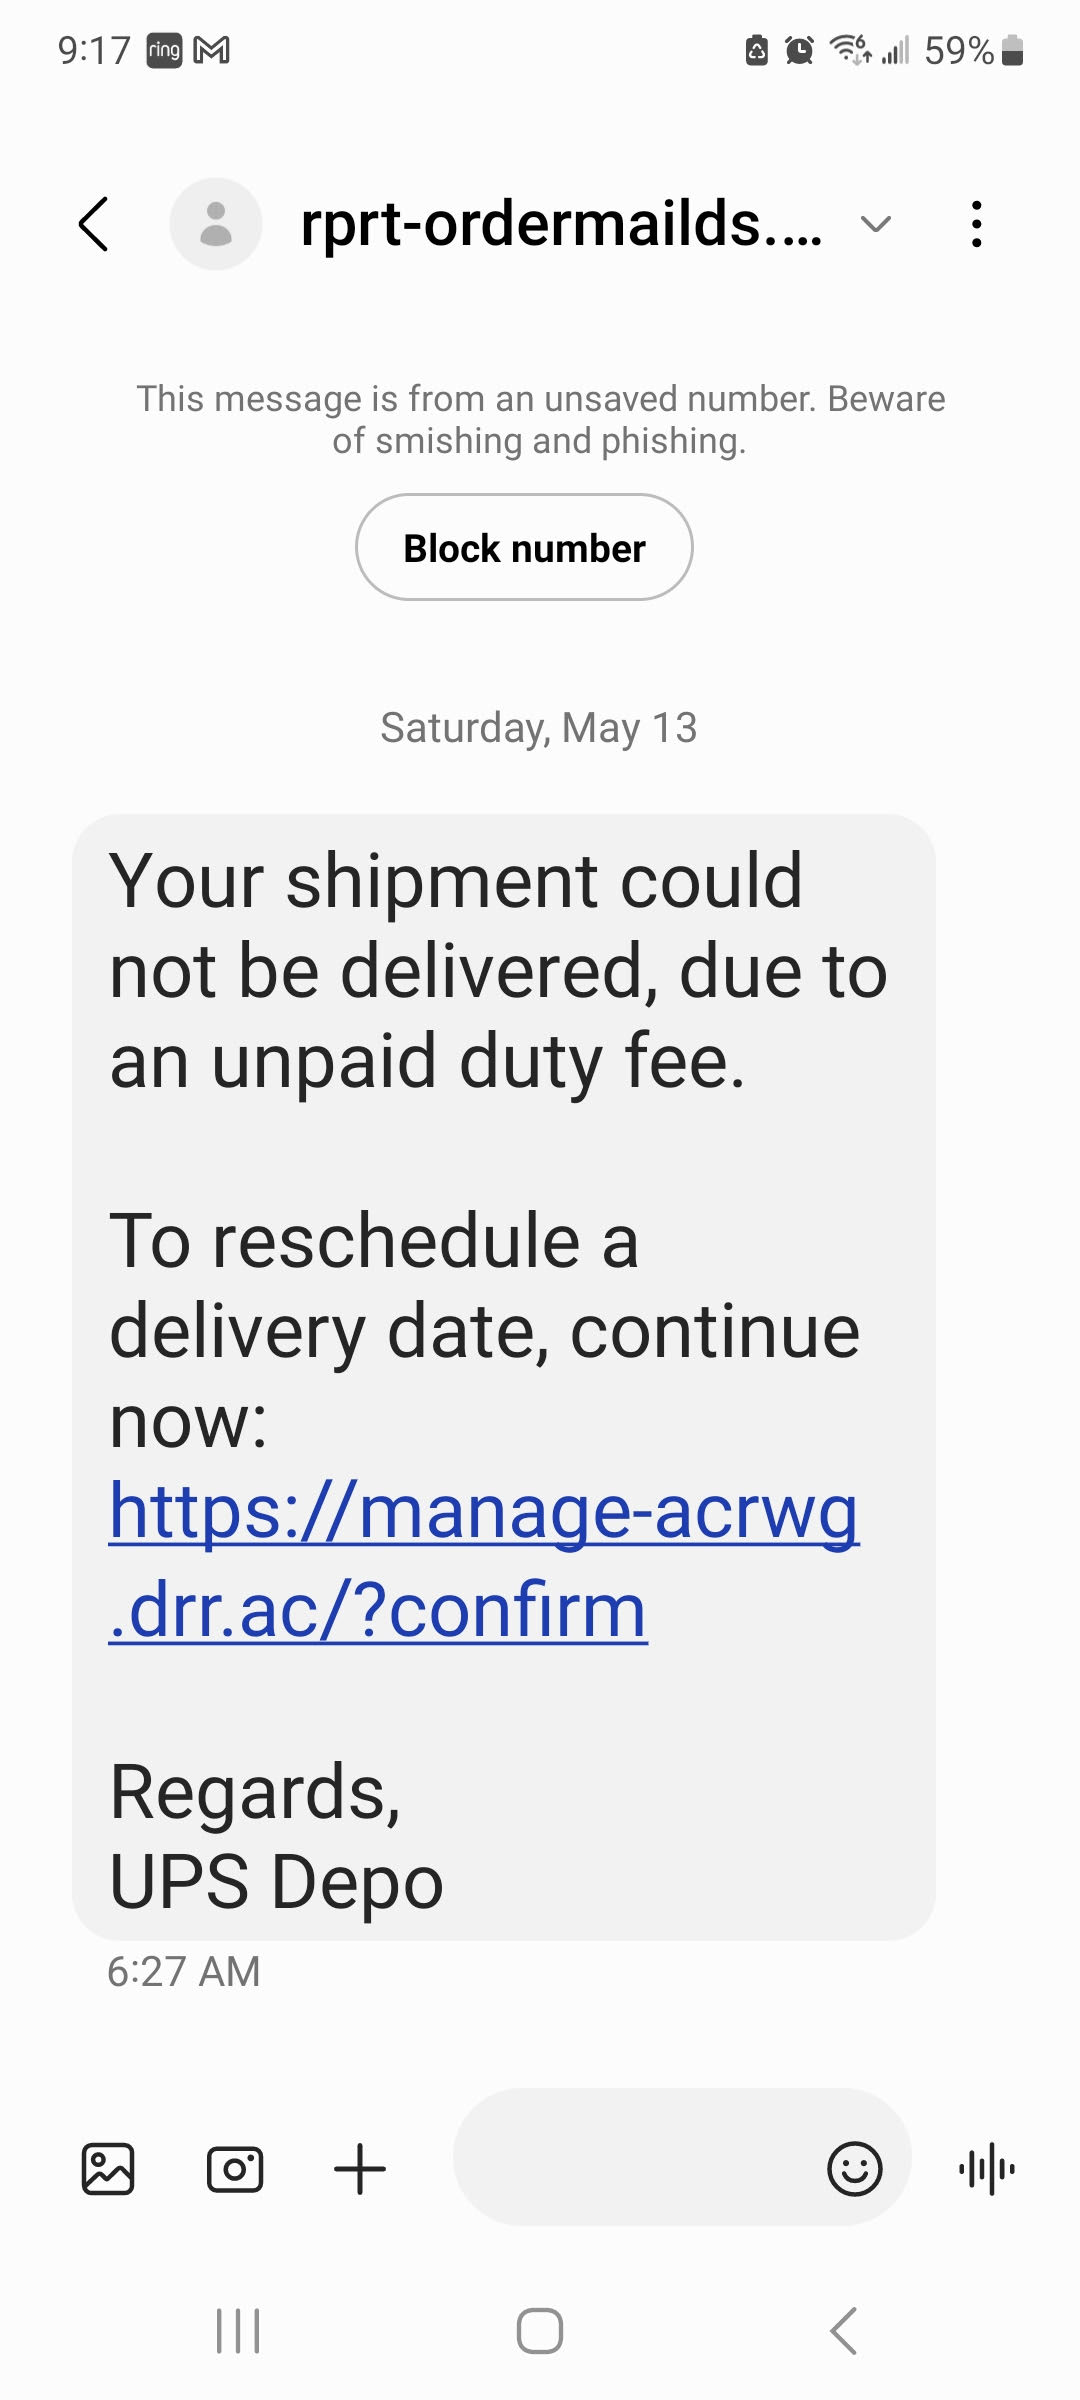 9:17 ring 6 59%
rprt-ordermailds....
This message is from an unsaved number. Beware
of smishing and phishing.
Block number
Saturday, May 13
Your shipment could
not be delivered, due to
an unpaid duty fee.
To reschedule a
delivery date, continue
now:
https://manage-acrwg
.drr.ac/?confirm
Regards,
UPS Depo
6:27 AM